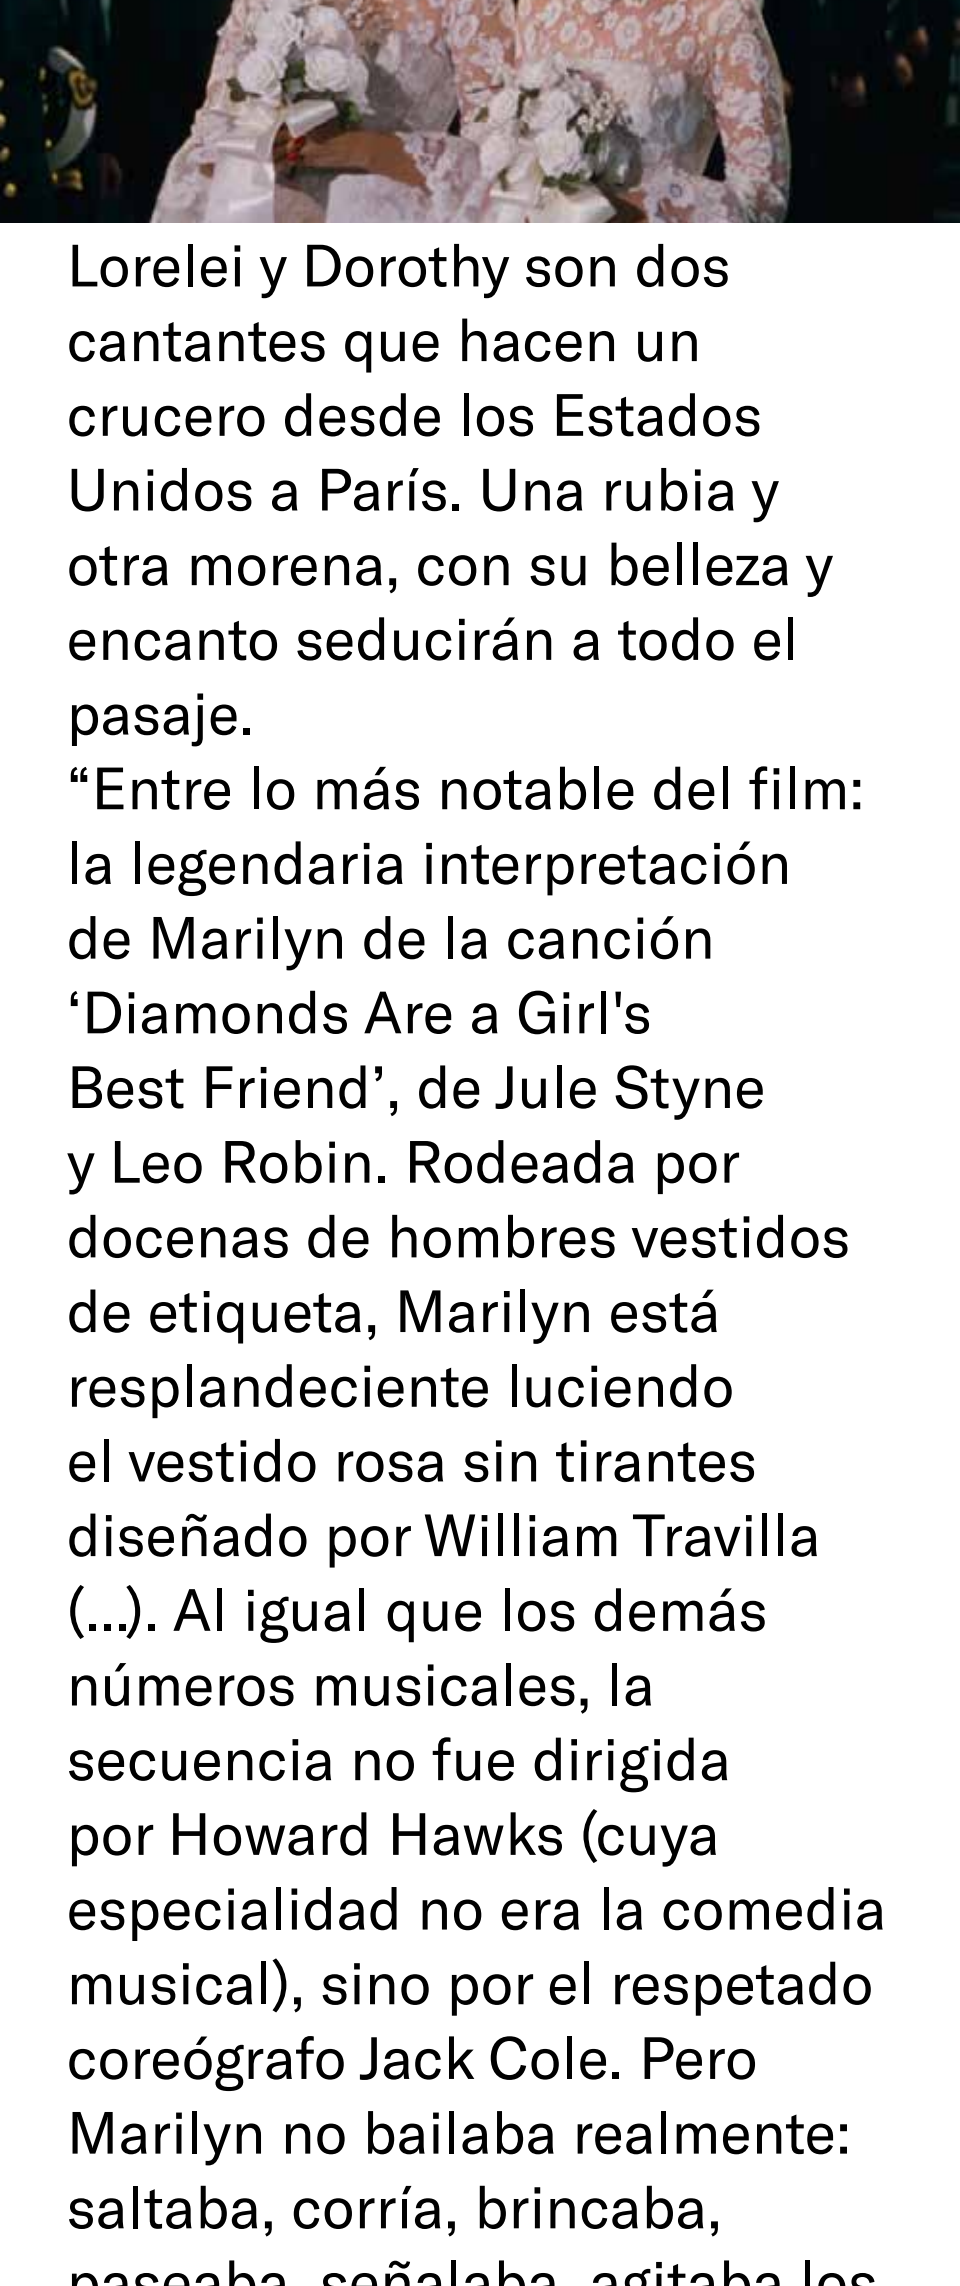 Lorelei y Dorothy son dos
cantantes que hacen un
crucero desde los Estados
Unidos a París. Una rubia y
otra morena, con su belleza y
encanto seducirán a todo el
pasaje.
“Entre lo más notable del film:
la legendaria interpretación
de Marilyn de la canción
‘Diamonds Are a Girl's
Best Friend’, de Jule Styne
y Leo Robin. Rodeada por
docenas de hombres vestidos
de etiqueta, Marilyn está
resplandeciente luciendo
el vestido rosa sin tirantes
diseñado por William Travilla
(...). Al igual que los demás
números musicales, la
secuencia no fue dirigida
por Howard Hawks (cuya
especialidad no era la comedia
musical), sino por el respetado
coreógrafo Jack Cole. Pero
Marilyn no bailaba realmente:
saltaba, corría, brincaba,
paseaba, señalaba, agitaba los